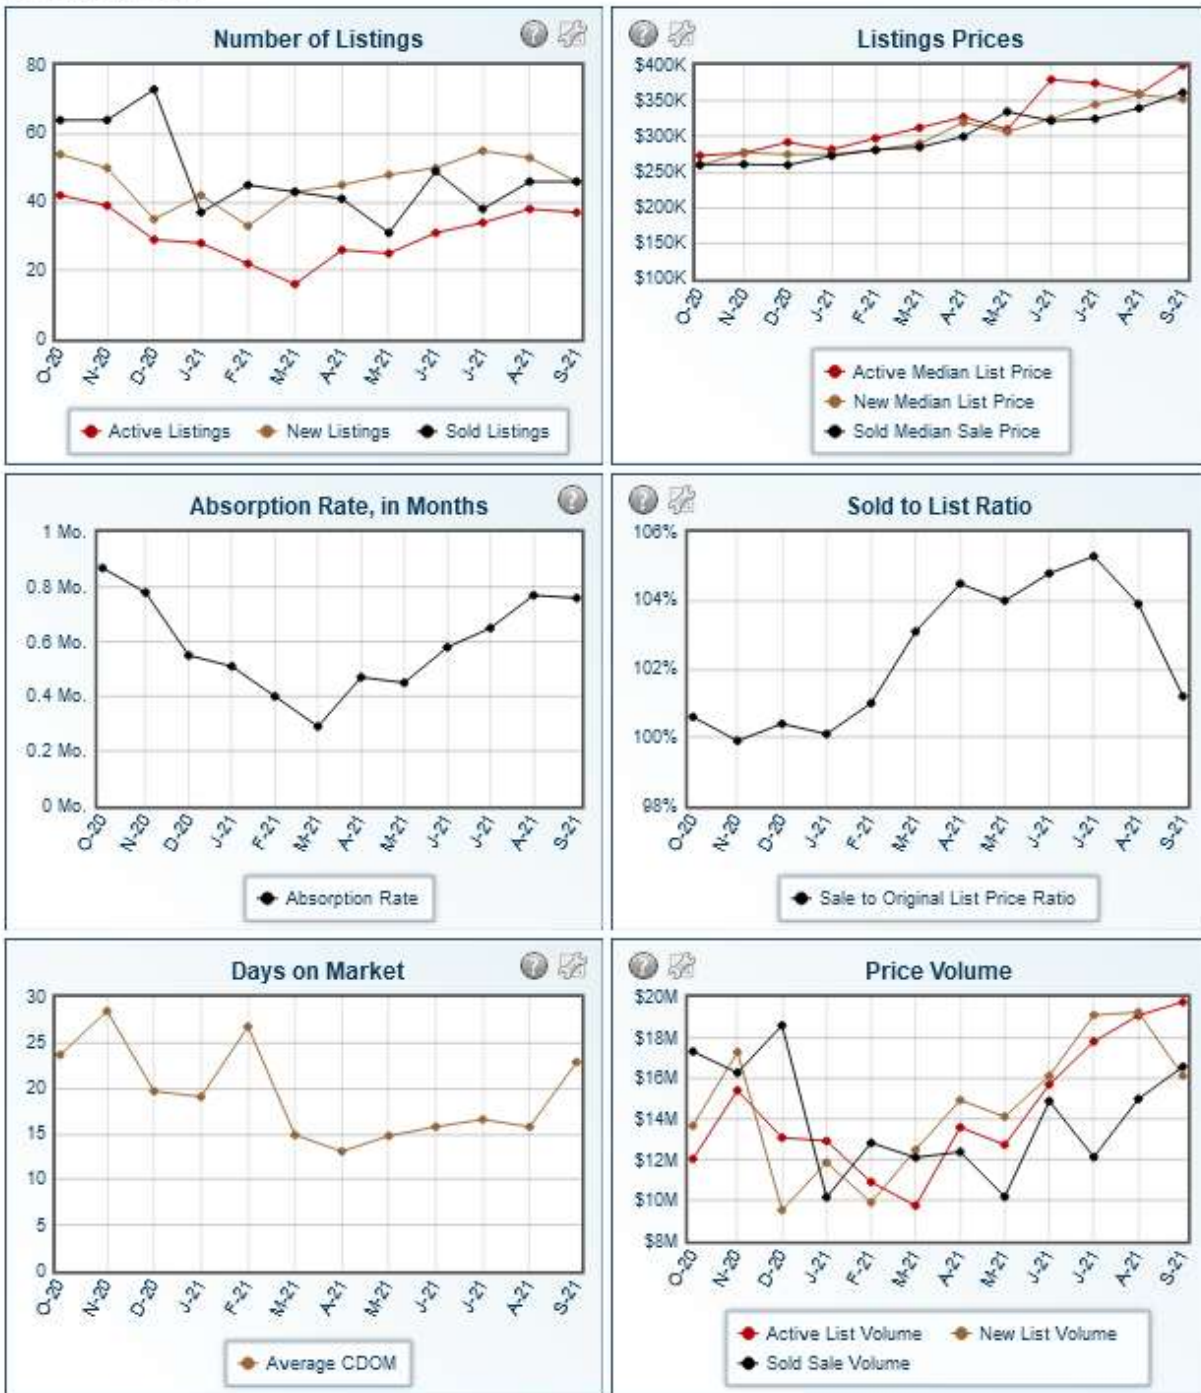 Number of Listings
80
60
40
20
0
O-20 N-20 D-20 J-21 F-21 M-21 A-21 M-21 J-21 J-21 A-21 S-21
Active Listings New Listings Sold Listings
Listings Prices
$400K
$350K
$300K
$250K
$200K
$150K
$100K
O-20 N-20 D-20 J-21 F-21 M-21 A-21 M-21 J-21 J-21 A-21 S-21
Active Median List Price
New Median List Price
Sold Median Sale Price
Absorption Rate, in Months
1 Mo.
0.8 Mo.
0.6 Mo.
0.4 Mo.
0.2 Mo.
0 Mo.
O-20 N-20 D-20 J-21 F-21 M-21 A-21 M-21 J-21 J-21 A-21 S-21
Absorption Rate
Sold to List Ratio
106%
104%
102%
100%
98%
O-20 N-20 D-20 J-21 F-21 M-21 A-21 M-21 J-21 J-21 A-21 S-21
Sale to Original List Price Ratio
Days on Market
30
25
20
15
10
5
0
O-20 N-20 D-20 J-21 F-21 M-21 A-21 M-21 J-21 J-21 A-21 S-21
Average CDOM
Price Volume
$20M
$18M
$16M
$14M
$12M
$10M
$8M
O-20 N-20 D-20 J-21 F-21 M-21 A-21 M-21 J-21 J-21 A-21 S-21
Active List Volume New List Volume
Sold Sale Volume